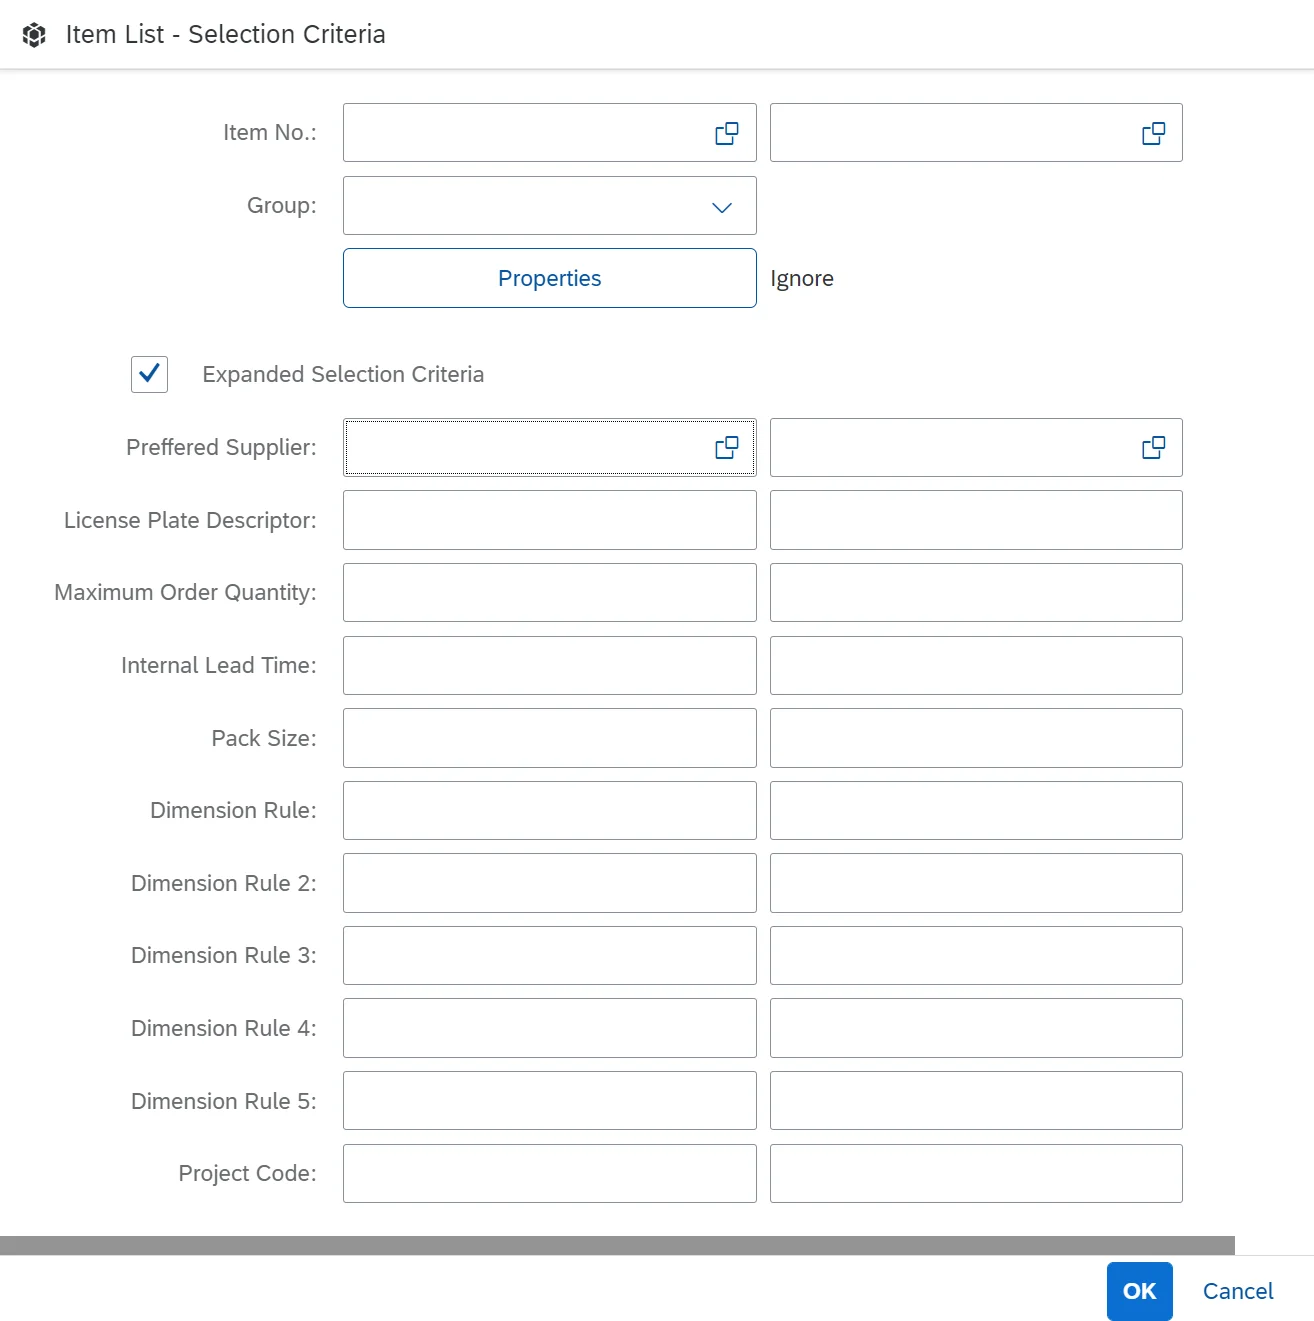 Item List - Selection Criteria
Item No.:
Group:
Properties Ignore
Expanded Selection Criteria
Preffered Supplier:
License Plate Descriptor:
Maximum Order Quantity:
Internal Lead Time:
Pack Size:
Dimension Rule:
Dimension Rule 2:
Dimension Rule 3:
Dimension Rule 4:
Dimension Rule 5:
Project Code:
OK Cancel